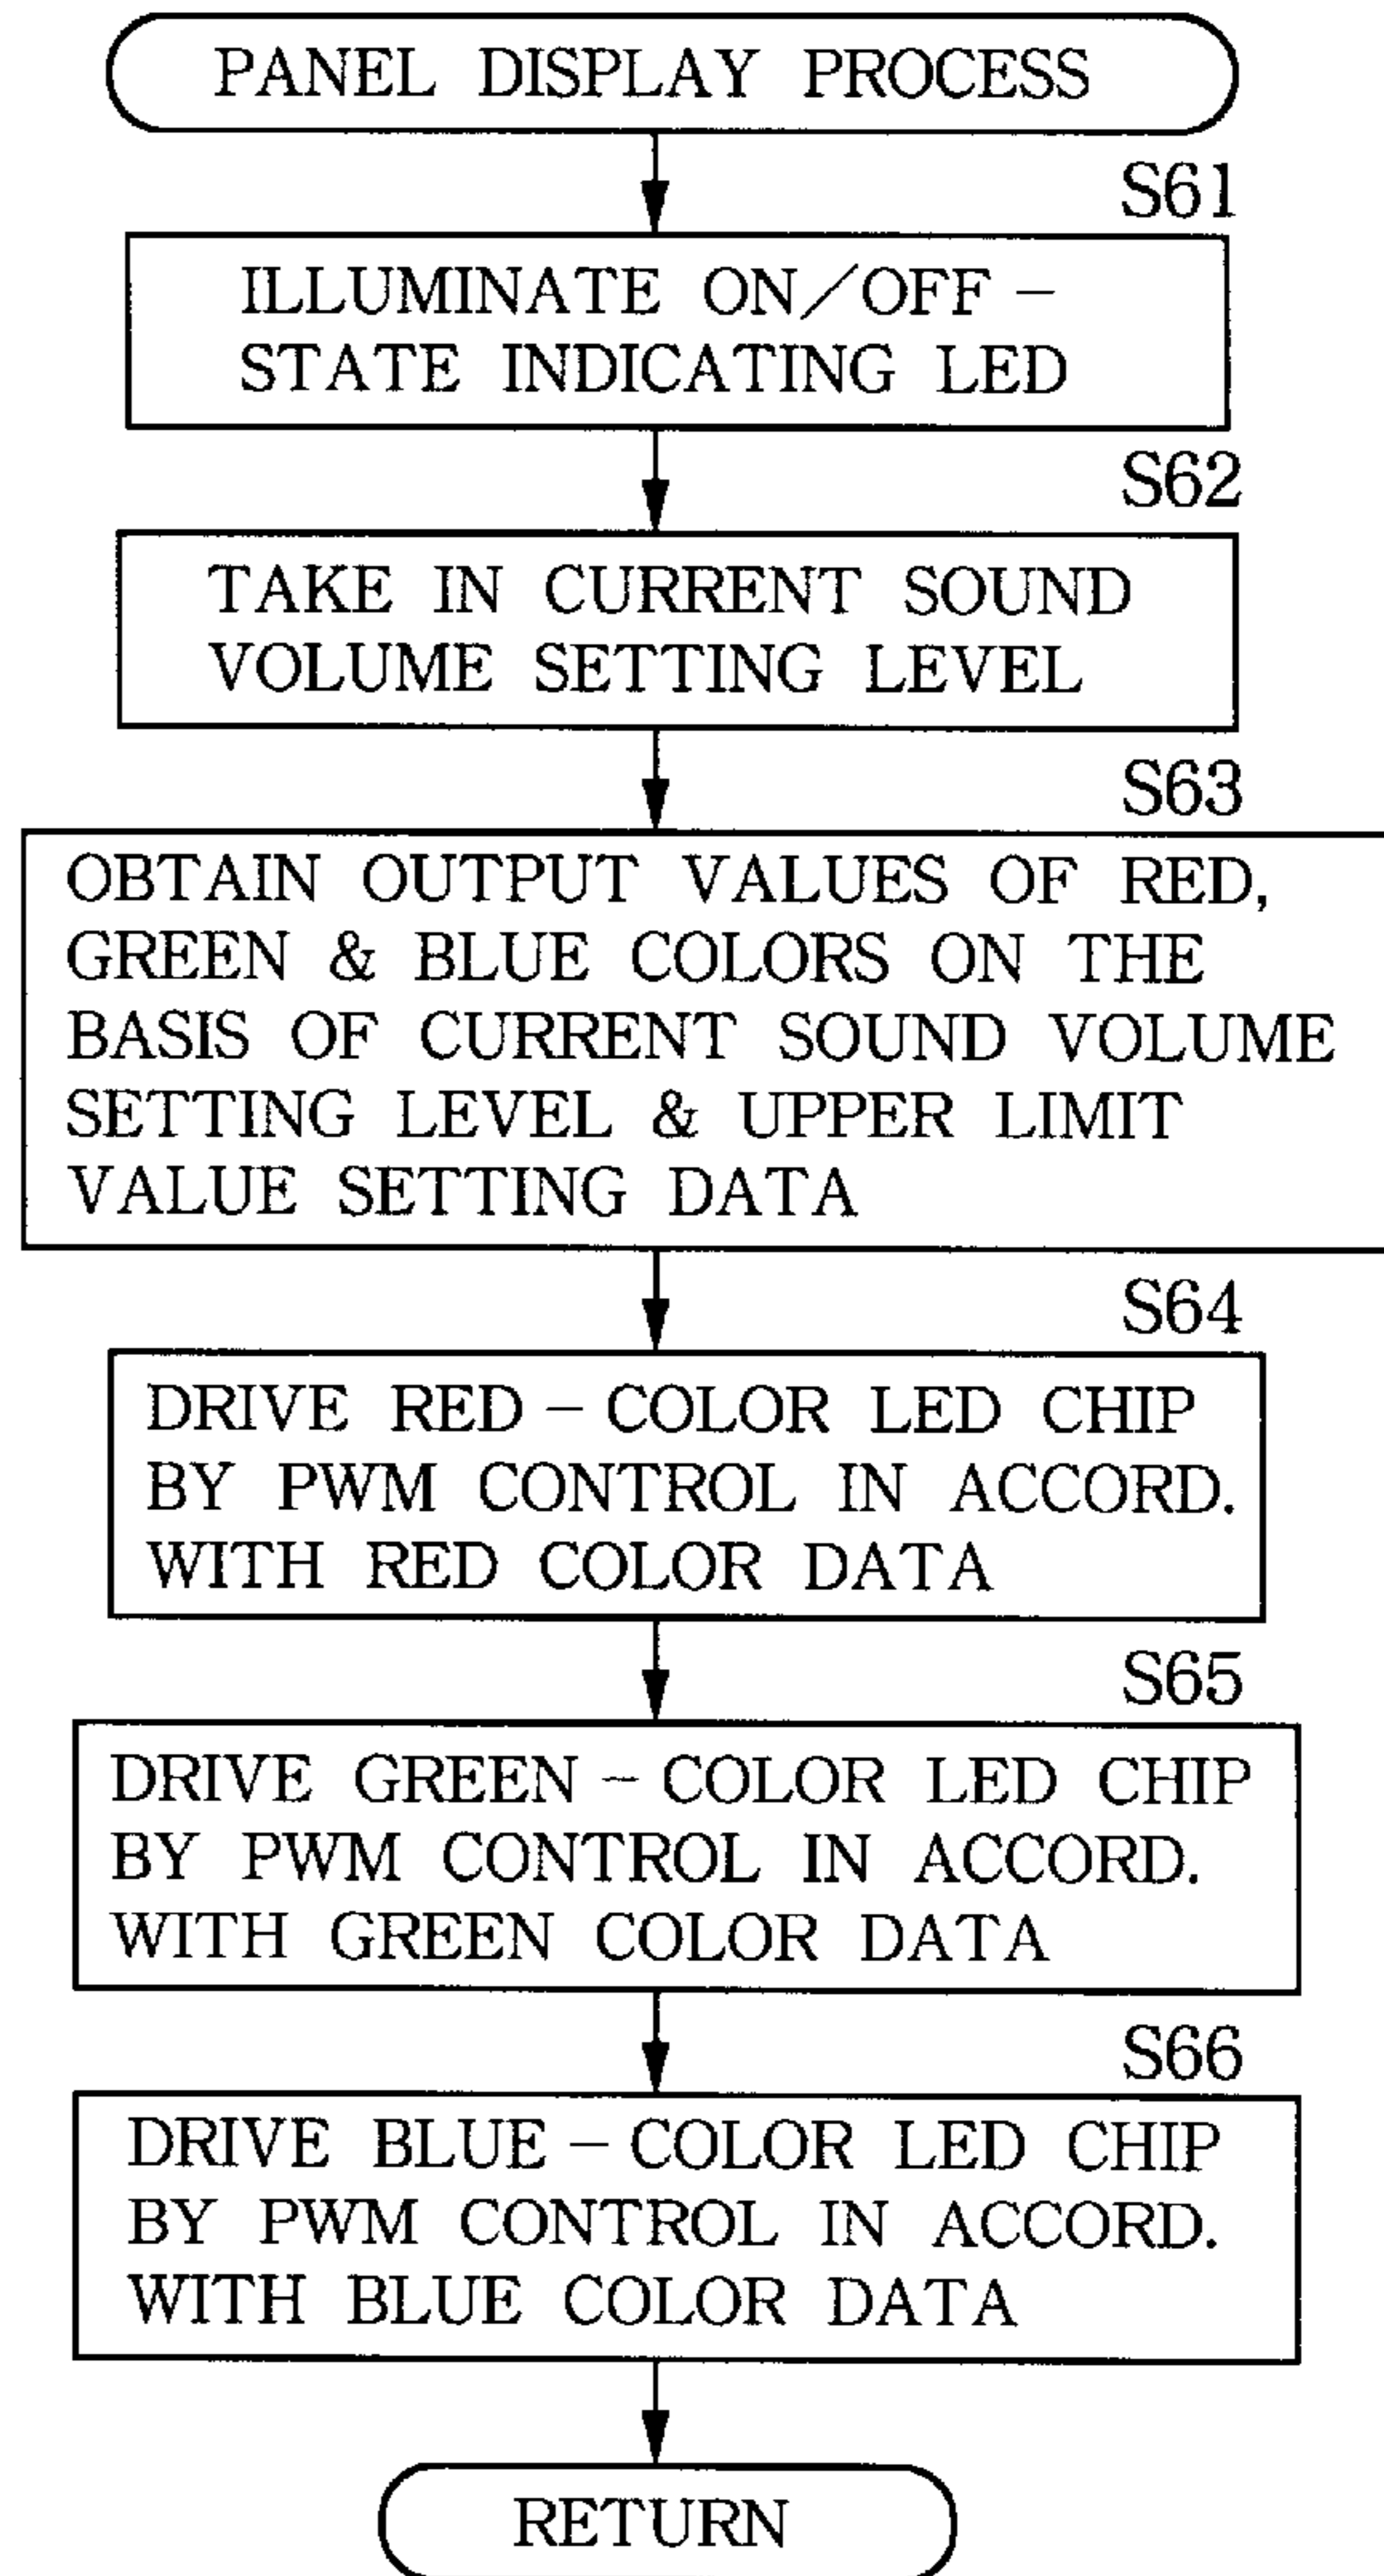 PANEL DISPLAY PROCESS
S61
ILLUMINATE ON/OFF-
STATE INDICATING LED
S62
TAKE IN CURRENT SOUND
VOLUME SETTING LEVEL
S63
OBTAIN OUTPUT VALUES OF RED,
GREEN & BLUE COLORS ON THE
BASIS OF CURRENT SOUND VOLUME
SETTING LEVEL & UPPER LIMIT
VALUE SETTING DATA
S64
DRIVE RED-COLOR LED CHIP
BY PWM CONTROL IN ACCORD.
WITH RED COLOR DATA
S65
DRIVE GREEN-COLOR LED CHIP
BY PWM CONTROL IN ACCORD.
WITH GREEN COLOR DATA
S66
DRIVE BLUE-COLOR LED CHIP
BY PWM CONTROL IN ACCORD.
WITH BLUE COLOR DATA
RETURN